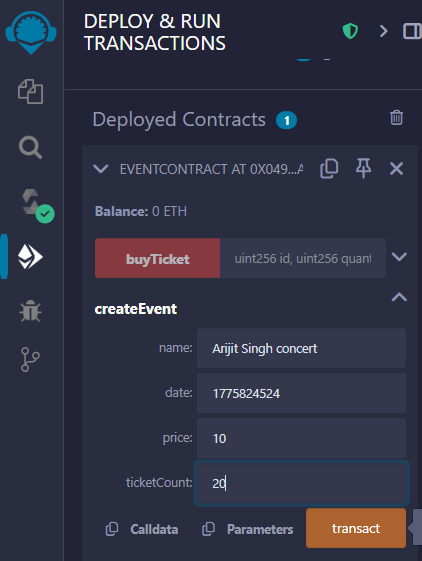 DEPLOY & RUN
TRANSACTIONS
Deployed Contracts 1
EVENTCONTRACT AT 0X049...A
Balance: 0 ETH
buyTicket uint256 id, uint256 quant
createEvent
name: Arijit Singh concert
date: 1775824524
price: 10
ticketCount: 20
Calldata Parameters transact